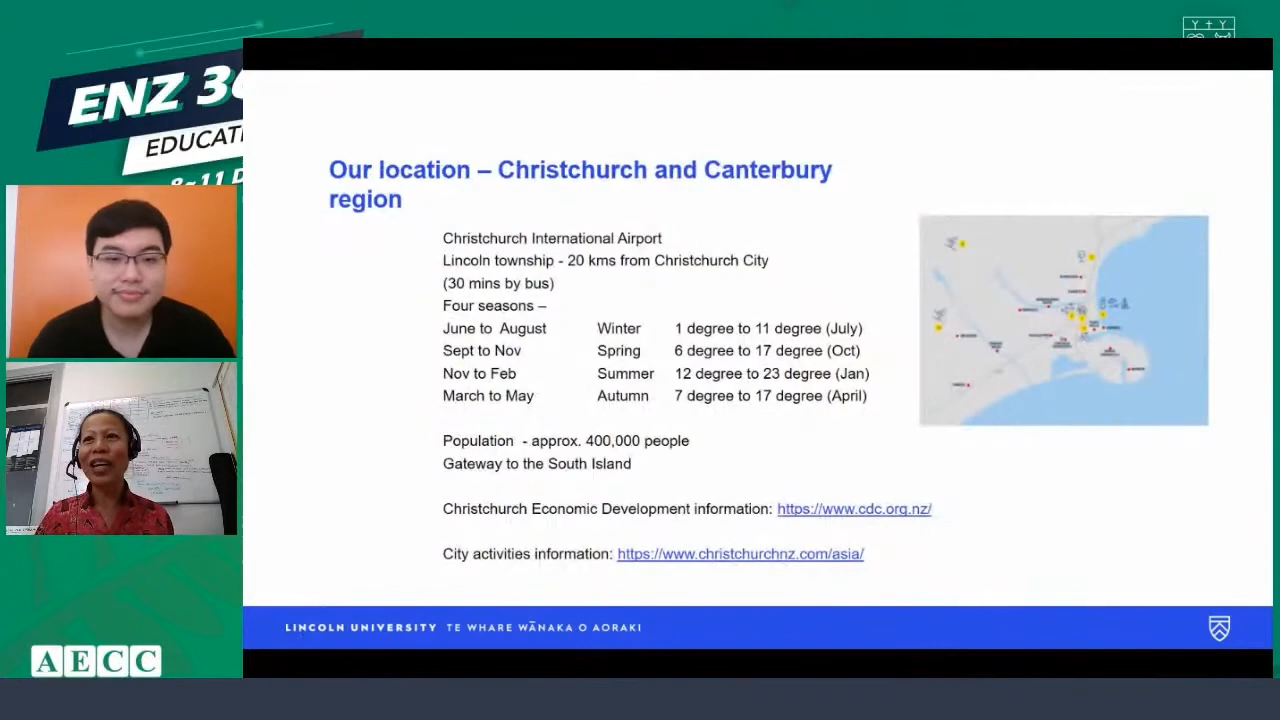 ENZ 3
EDUCATI
8-11 D
Our location – Christchurch and Canterbury
region
Christchurch International Airport
Lincoln township - 20 kms from Christchurch City
(30 mins by bus)
Four seasons –
June to August Winter 1 degree to 11 degree (July)
Sept to Nov Spring 6 degree to 17 degree (Oct)
Nov to Feb Summer 12 degree to 23 degree (Jan)
March to May Autumn 7 degree to 17 degree (April)
Population - approx. 400,000 people
Gateway to the South Island
Christchurch Economic Development information: https://www.cdc.org.nz/
City activities information: https://www.christchurchnz.com/asia/
LINCOLN UNIVERSITY TE WHARE WĀNAKA O AORAKI
AECC